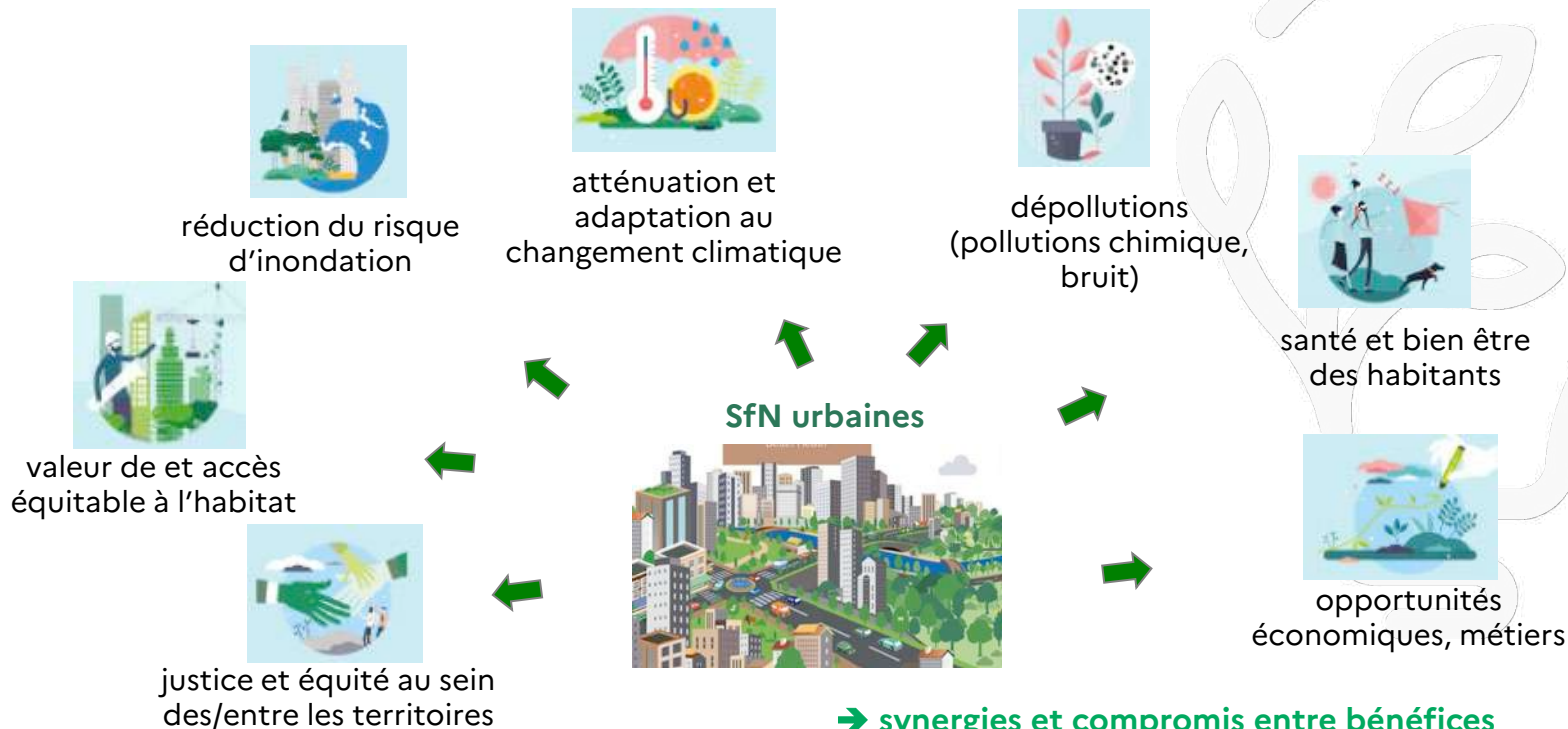 réduction du risque
d'inondation
atténuation et
adaptation au
changement climatique
dépollutions
(pollutions chimique,
bruit)
santé et bien être
des habitants
valeur de et accès
équitable à l'habitat
SfN urbaines
opportunités
économiques, métiers
justice et équité au sein
des/entre les territoires
➔ synergies et compromis entre bénéfices